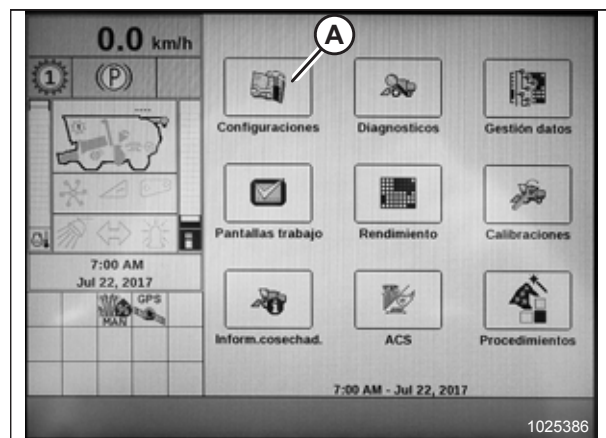 0.0 km/h
A
1
P
Configuraciones
Diagnosticos
Gestión datos
Pantallas trabajo
Rendimiento
Calibraciones
7:00 AM
Jul 22, 2017
GPS
MAN
Inform.cosechad.
ACS
Procedimientos
7:00 AM - Jul 22, 2017
1025386